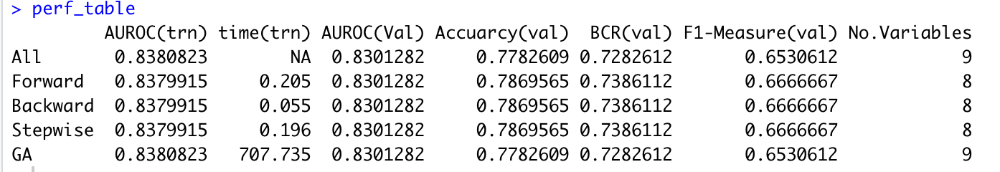 > perf_table
AUROC(trn) time(trn) AUROC(Val) Accuarcy(val) BCR(val) F1-Measure(val) No.Variables
All 0.8380823 NA 0.8301282 0.7782609 0.7282612 0.6530612 9
Forward 0.8379915 0.205 0.8301282 0.7869565 0.7386112 0.6666667 8
Backward 0.8379915 0.055 0.8301282 0.7869565 0.7386112 0.6666667 8
Stepwise 0.8379915 0.196 0.8301282 0.7869565 0.7386112 0.6666667 8
GA 0.8380823 707.735 0.8301282 0.7782609 0.7282612 0.6530612 9